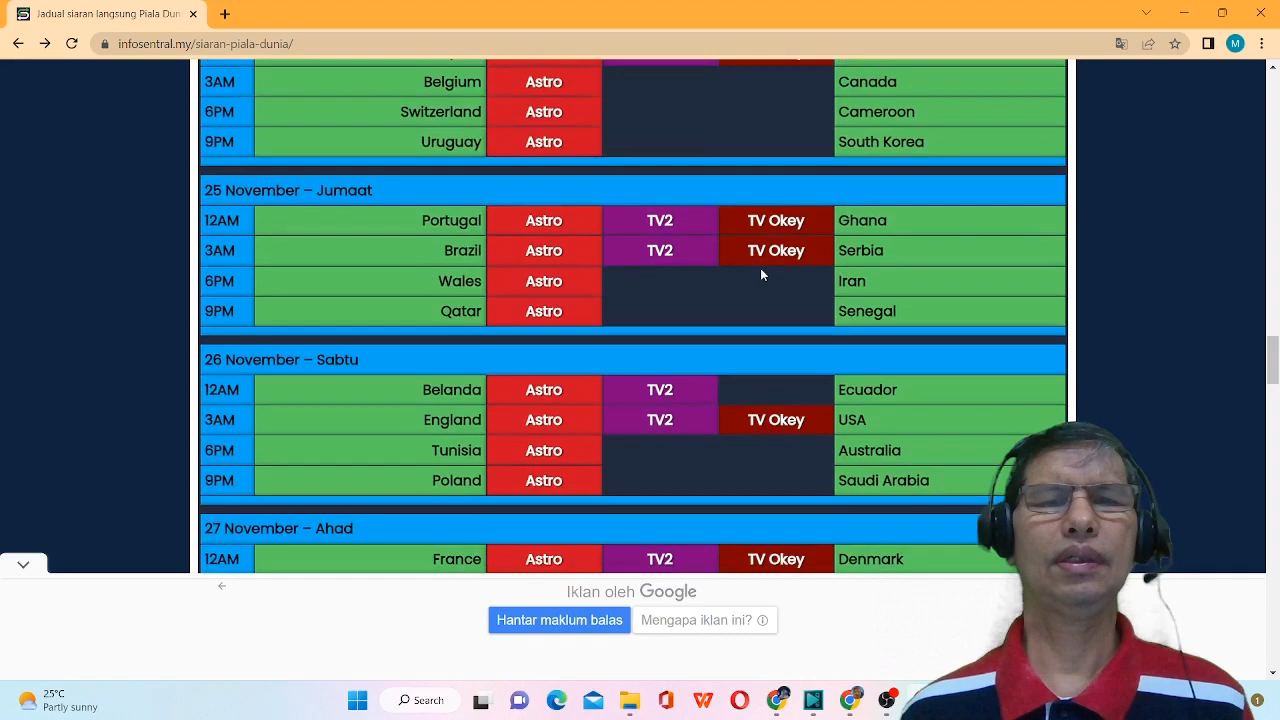 Jadual siaran langsung Piala Dun
infosentral.my/siaran-piala-dunia/
M
3AM Belgium Astro Canada
6PM Switzerland Astro Cameroon
9PM Uruguay Astro South Korea
25 November – Jumaat
12AM Portugal Astro TV2 TV Okey Ghana
3AM Brazil Astro TV2 TV Okey Serbia
6PM Wales Astro Iran
9PM Qatar Astro Senegal
26 November – Sabtu
12AM Belanda Astro TV2 Ecuador
3AM England Astro TV2 TV Okey USA
6PM Tunisia Astro Australia
9PM Poland Astro Saudi Arabia
27 November – Ahad
12AM France Astro TV2 TV Okey Denmark
Iklan oleh Google
Hantar maklum balas Mengapa iklan ini?
25°C
Partly sunny
Search
1